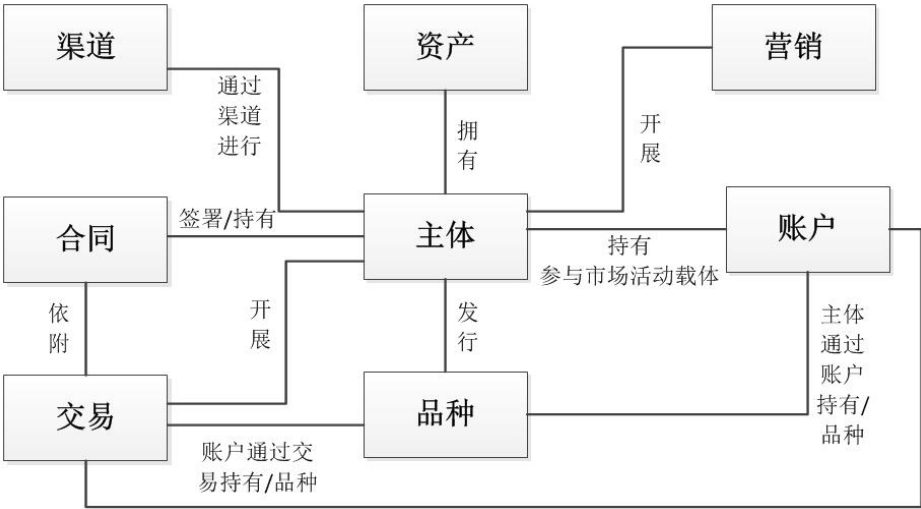 渠道
资产
营销
通过
渠道
进行
拥
有
开
展
合同
签署/持有
主体
持有
参与市场活动载体
账户
依
附
开
展
发
行
主体
通过
账户
持有/
品种
交易
品种
账户通过交
易持有/品种